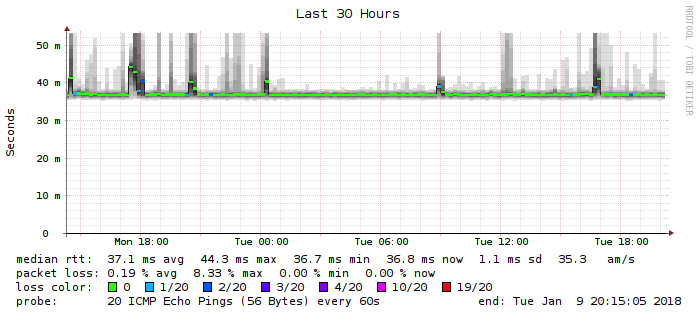 Last 30 Hours
RRDTOOL / TOBI OETIKER
Seconds
50 m
40 m
30 m
20 m
10 m
0
Mon 18:00 Tue 00:00 Tue 06:00 Tue 12:00 Tue 18:00
median rtt: 37.1 ms avg 44.3 ms max 36.7 ms min 36.8 ms now 1.1 ms sd 35.3 am/s
packet loss: 0.19 % avg 8.33 % max 0.00 % min 0.00 % now
loss color: 0 1/20 2/20 3/20 4/20 10/20 19/20
probe: 20 ICMP Echo Pings (56 Bytes) every 60s end: Tue Jan 9 20:15:05 2018